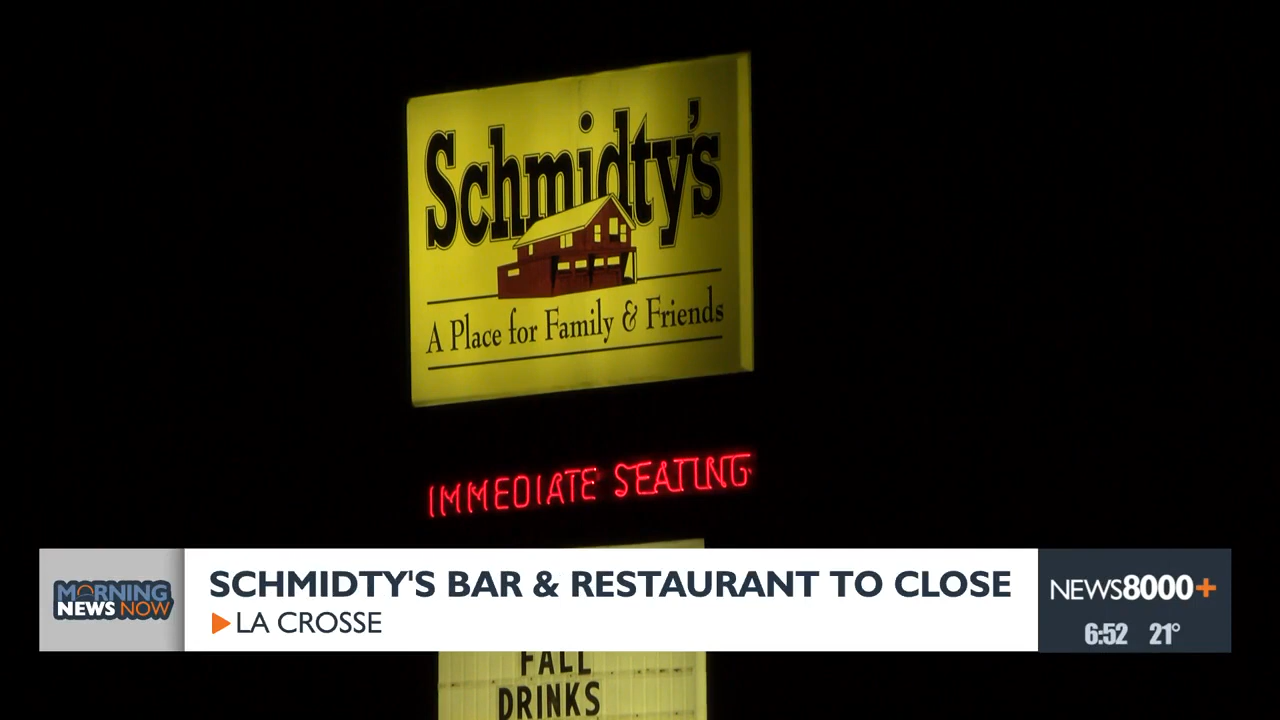 Schmidty's
A Place for Family & Friends
IMMEDIATE SEATING
MORNING
NEWS NOW
SCHMIDTY'S BAR & RESTAURANT TO CLOSE
LA CROSSE
NEWS8000+
6:52 21°
FALL
DRINKS